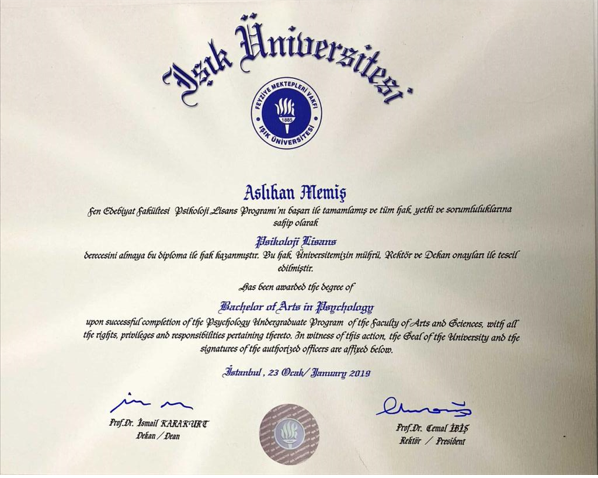 Işık Üniversitesi
FEYZİYE MEKTEPLERİ VAKFI
1885
IŞIK ÜNİVERSİTESİ
Aslıhan Memiş
Fen Edebiyat Fakültesi Psikoloji Lisans Programı'nı başarı ile tamamlamış ve tüm hak, yetki ve sorumluluklarına
sahip olarak
Psikoloji Lisans
derecesini almaya bu diploma ile hak kazanmıştır. Bu hak, Üniversitemizin mührü, Rektör ve Dekan onayları ile tescil
edilmiştir.
Has been awarded the degree of
Bachelor of Arts in Psychology
upon successful completion of the Psychology Undergraduate Program of the Faculty of Arts and Sciences, with all
the rights, privileges and responsibilities pertaining thereto. In witness of this action, the Seal of the University and the
signatures of the authorized officers are affixed below.
İstanbul , 23 Ocak/ January 2019
Prof.Dr. İsmail KARAKURT
Dekan / Dean
Prof.Dr. Cemal İBİŞ
Rektör / President